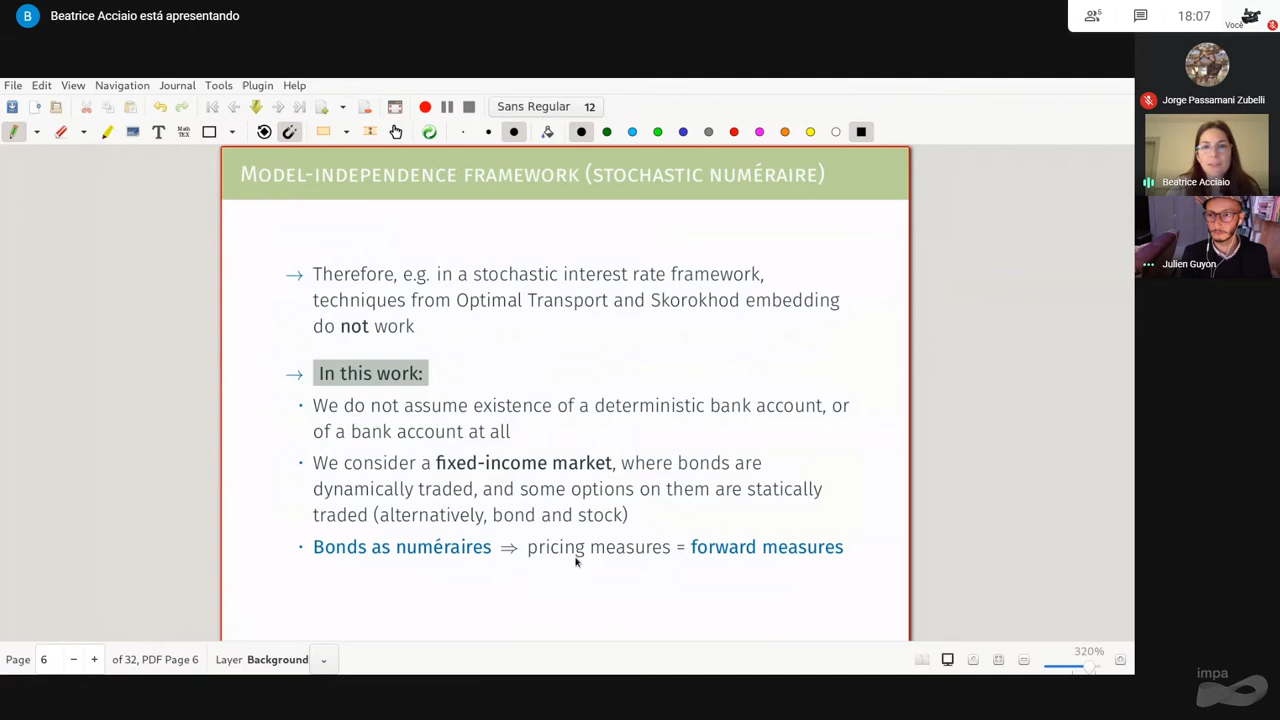 B Beatrice Acciaio está apresentando
6
18:07
Você
File Edit View Navigation Journal Tools Plugin Help
Sans Regular 12
T MATH TEX
MODEL-INDEPENDENCE FRAMEWORK (STOCHASTIC NUMÉRAIRE)
→ Therefore, e.g. in a stochastic interest rate framework,
techniques from Optimal Transport and Skorokhod embedding
do not work
→ In this work:
· We do not assume existence of a deterministic bank account, or
of a bank account at all
· We consider a fixed-income market, where bonds are
dynamically traded, and some options on them are statically
traded (alternatively, bond and stock)
· Bonds as numéraires ⇒ pricing measures = forward measures
Page 6 − + of 32, PDF Page 6 Layer Background
320%
Jorge Passamani Zubelli
Beatrice Acciaio
Julien Guyon
impa